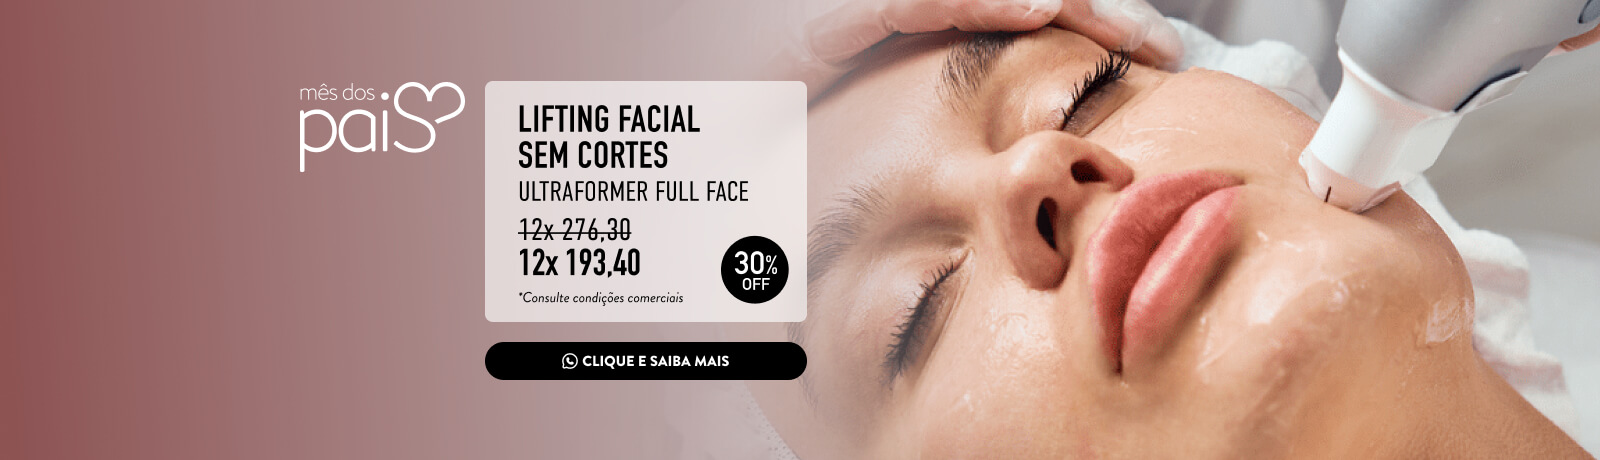 mês dos
pais
LIFTING FACIAL
SEM CORTES
ULTRAFORMER FULL FACE
12x 276,30
12x 193,40
30%
OFF
*Consulte condições comerciais
CLIQUE E SAIBA MAIS